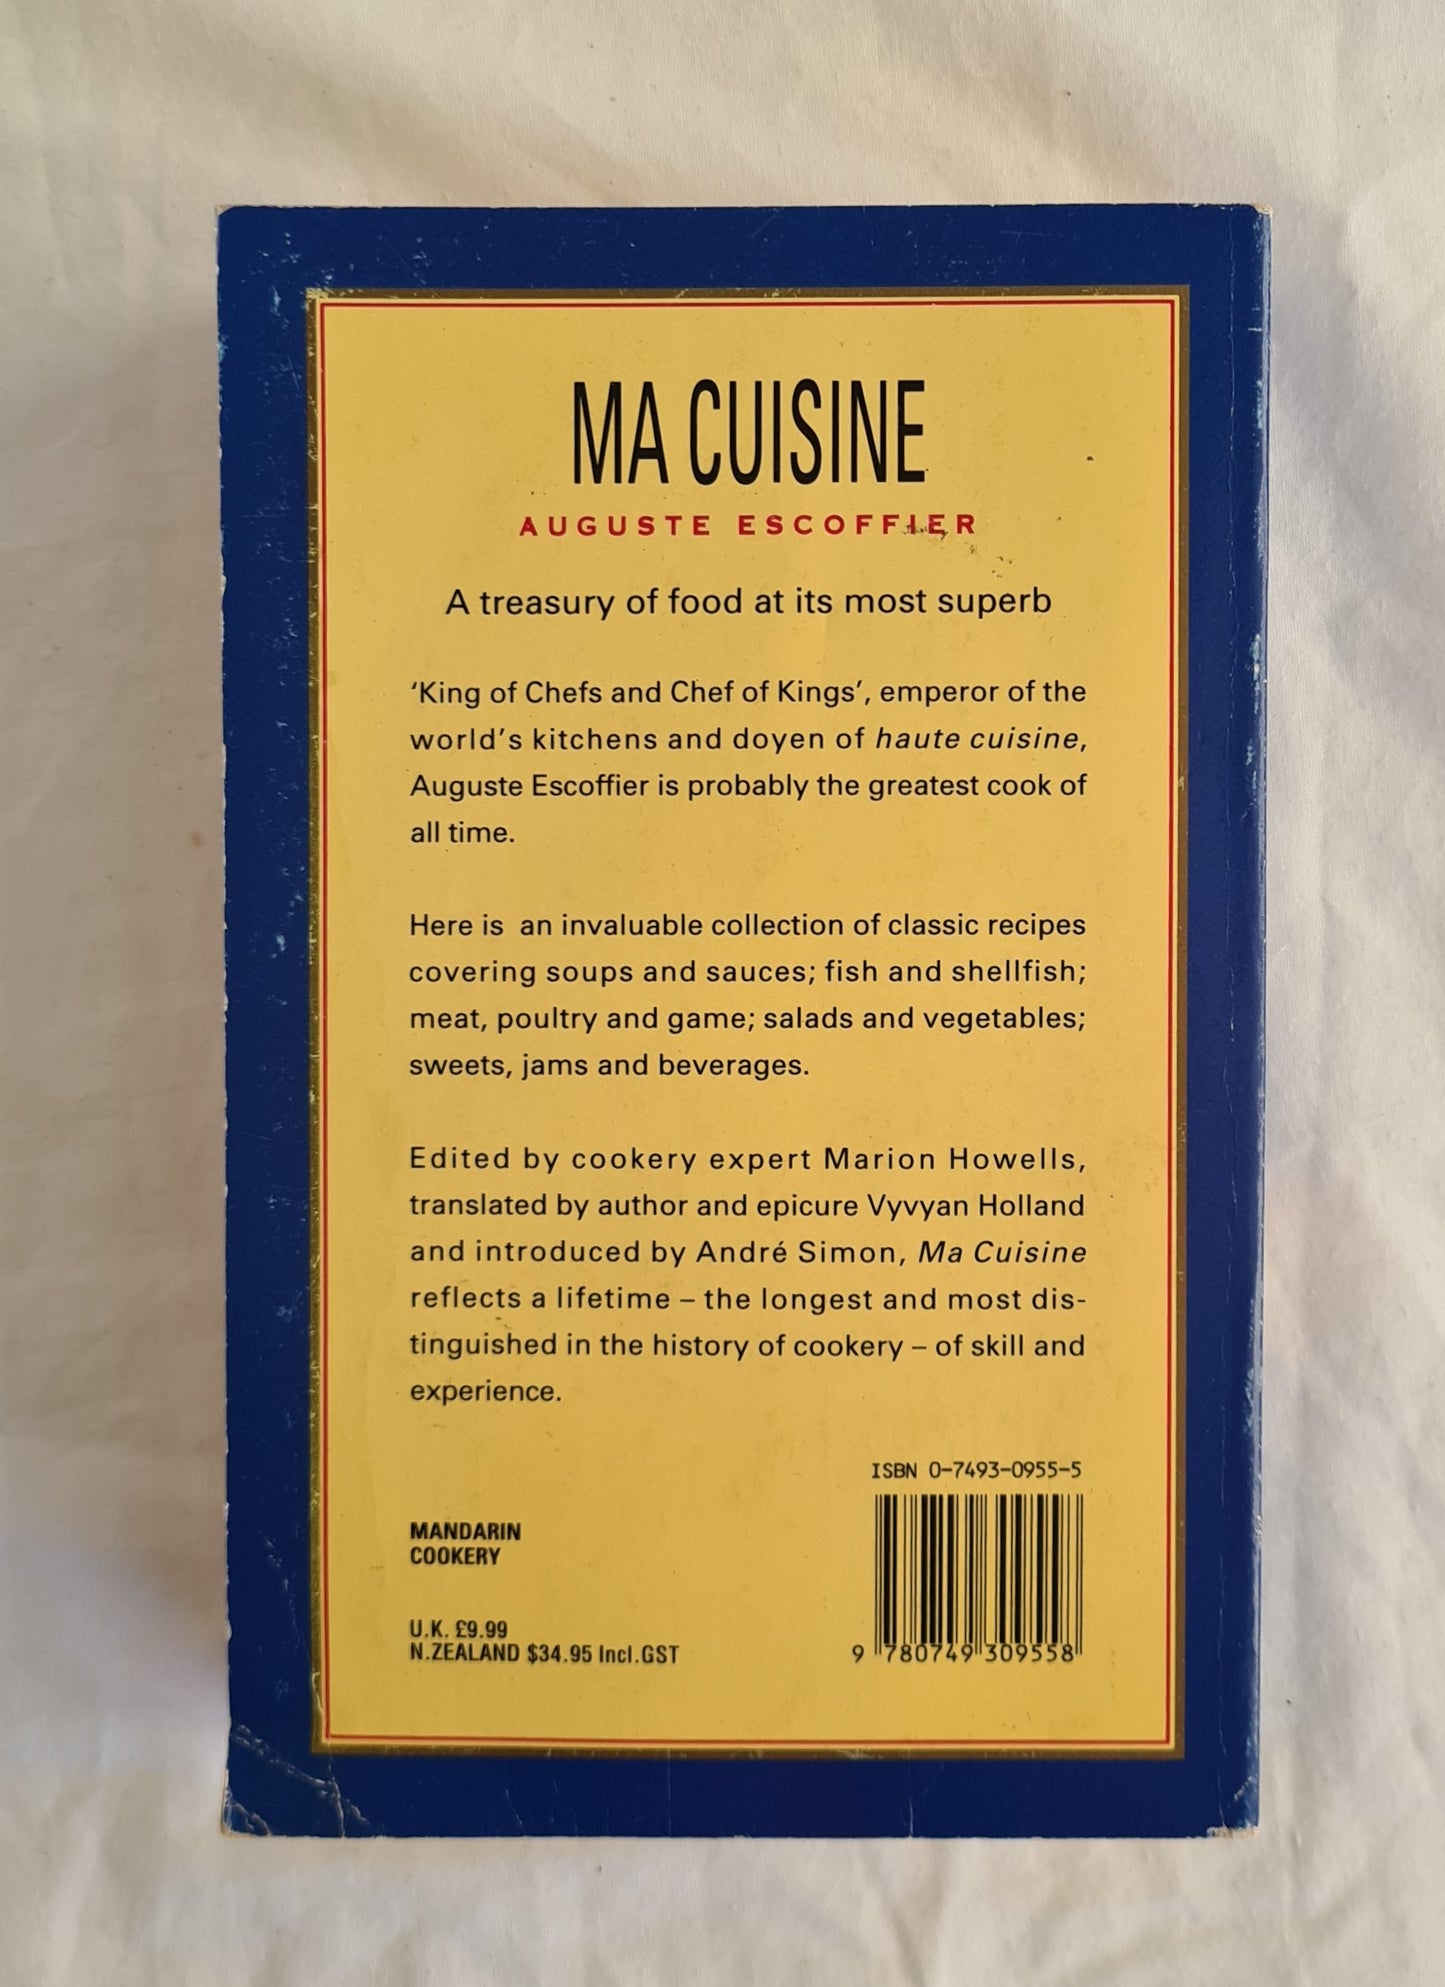 MA CUISINE
AUGUSTE ESCOFFIER
A treasury of food at its most superb
‘King of Chefs and Chef of Kings’, emperor of the
world’s kitchens and doyen of haute cuisine,
Auguste Escoffier is probably the greatest cook of
all time.
Here is an invaluable collection of classic recipes
covering soups and sauces; fish and shellfish;
meat, poultry and game; salads and vegetables;
sweets, jams and beverages.
Edited by cookery expert Marion Howells,
translated by author and epicure Vyvyan Holland
and introduced by André Simon, Ma Cuisine
reflects a lifetime – the longest and most dis-
tinguished in the history of cookery – of skill and
experience.
ISBN 0-7493-0955-5
MANDARIN
COOKERY
U.K. £9.99
N.ZEALAND $34.95 Incl.GST
9 780749 309558